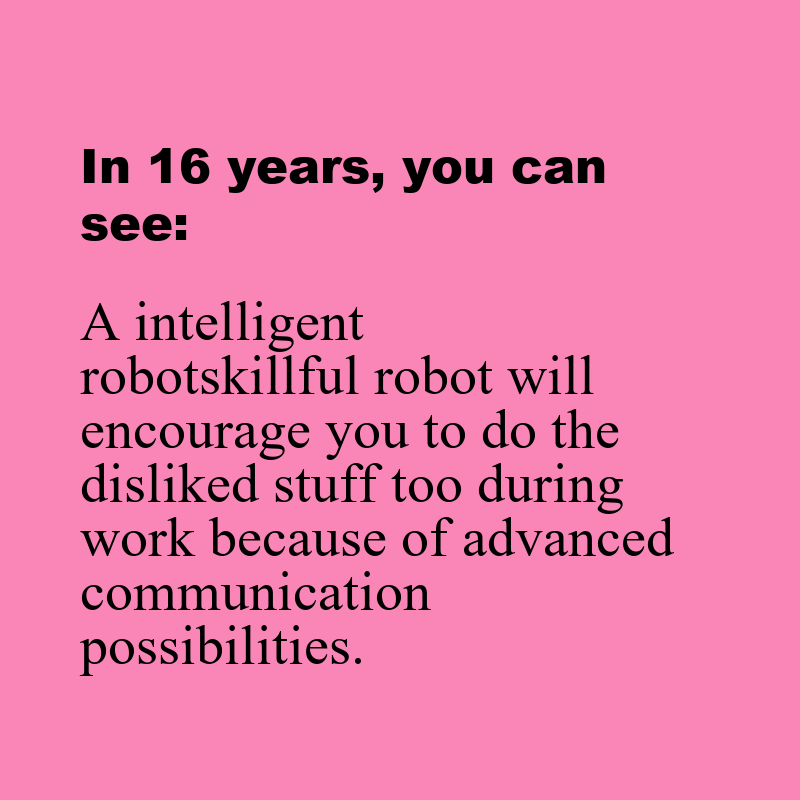 In 16 years, you can
see:
A intelligent
robotskillful robot will
encourage you to do the
disliked stuff too during
work because of advanced
communication
possibilities.